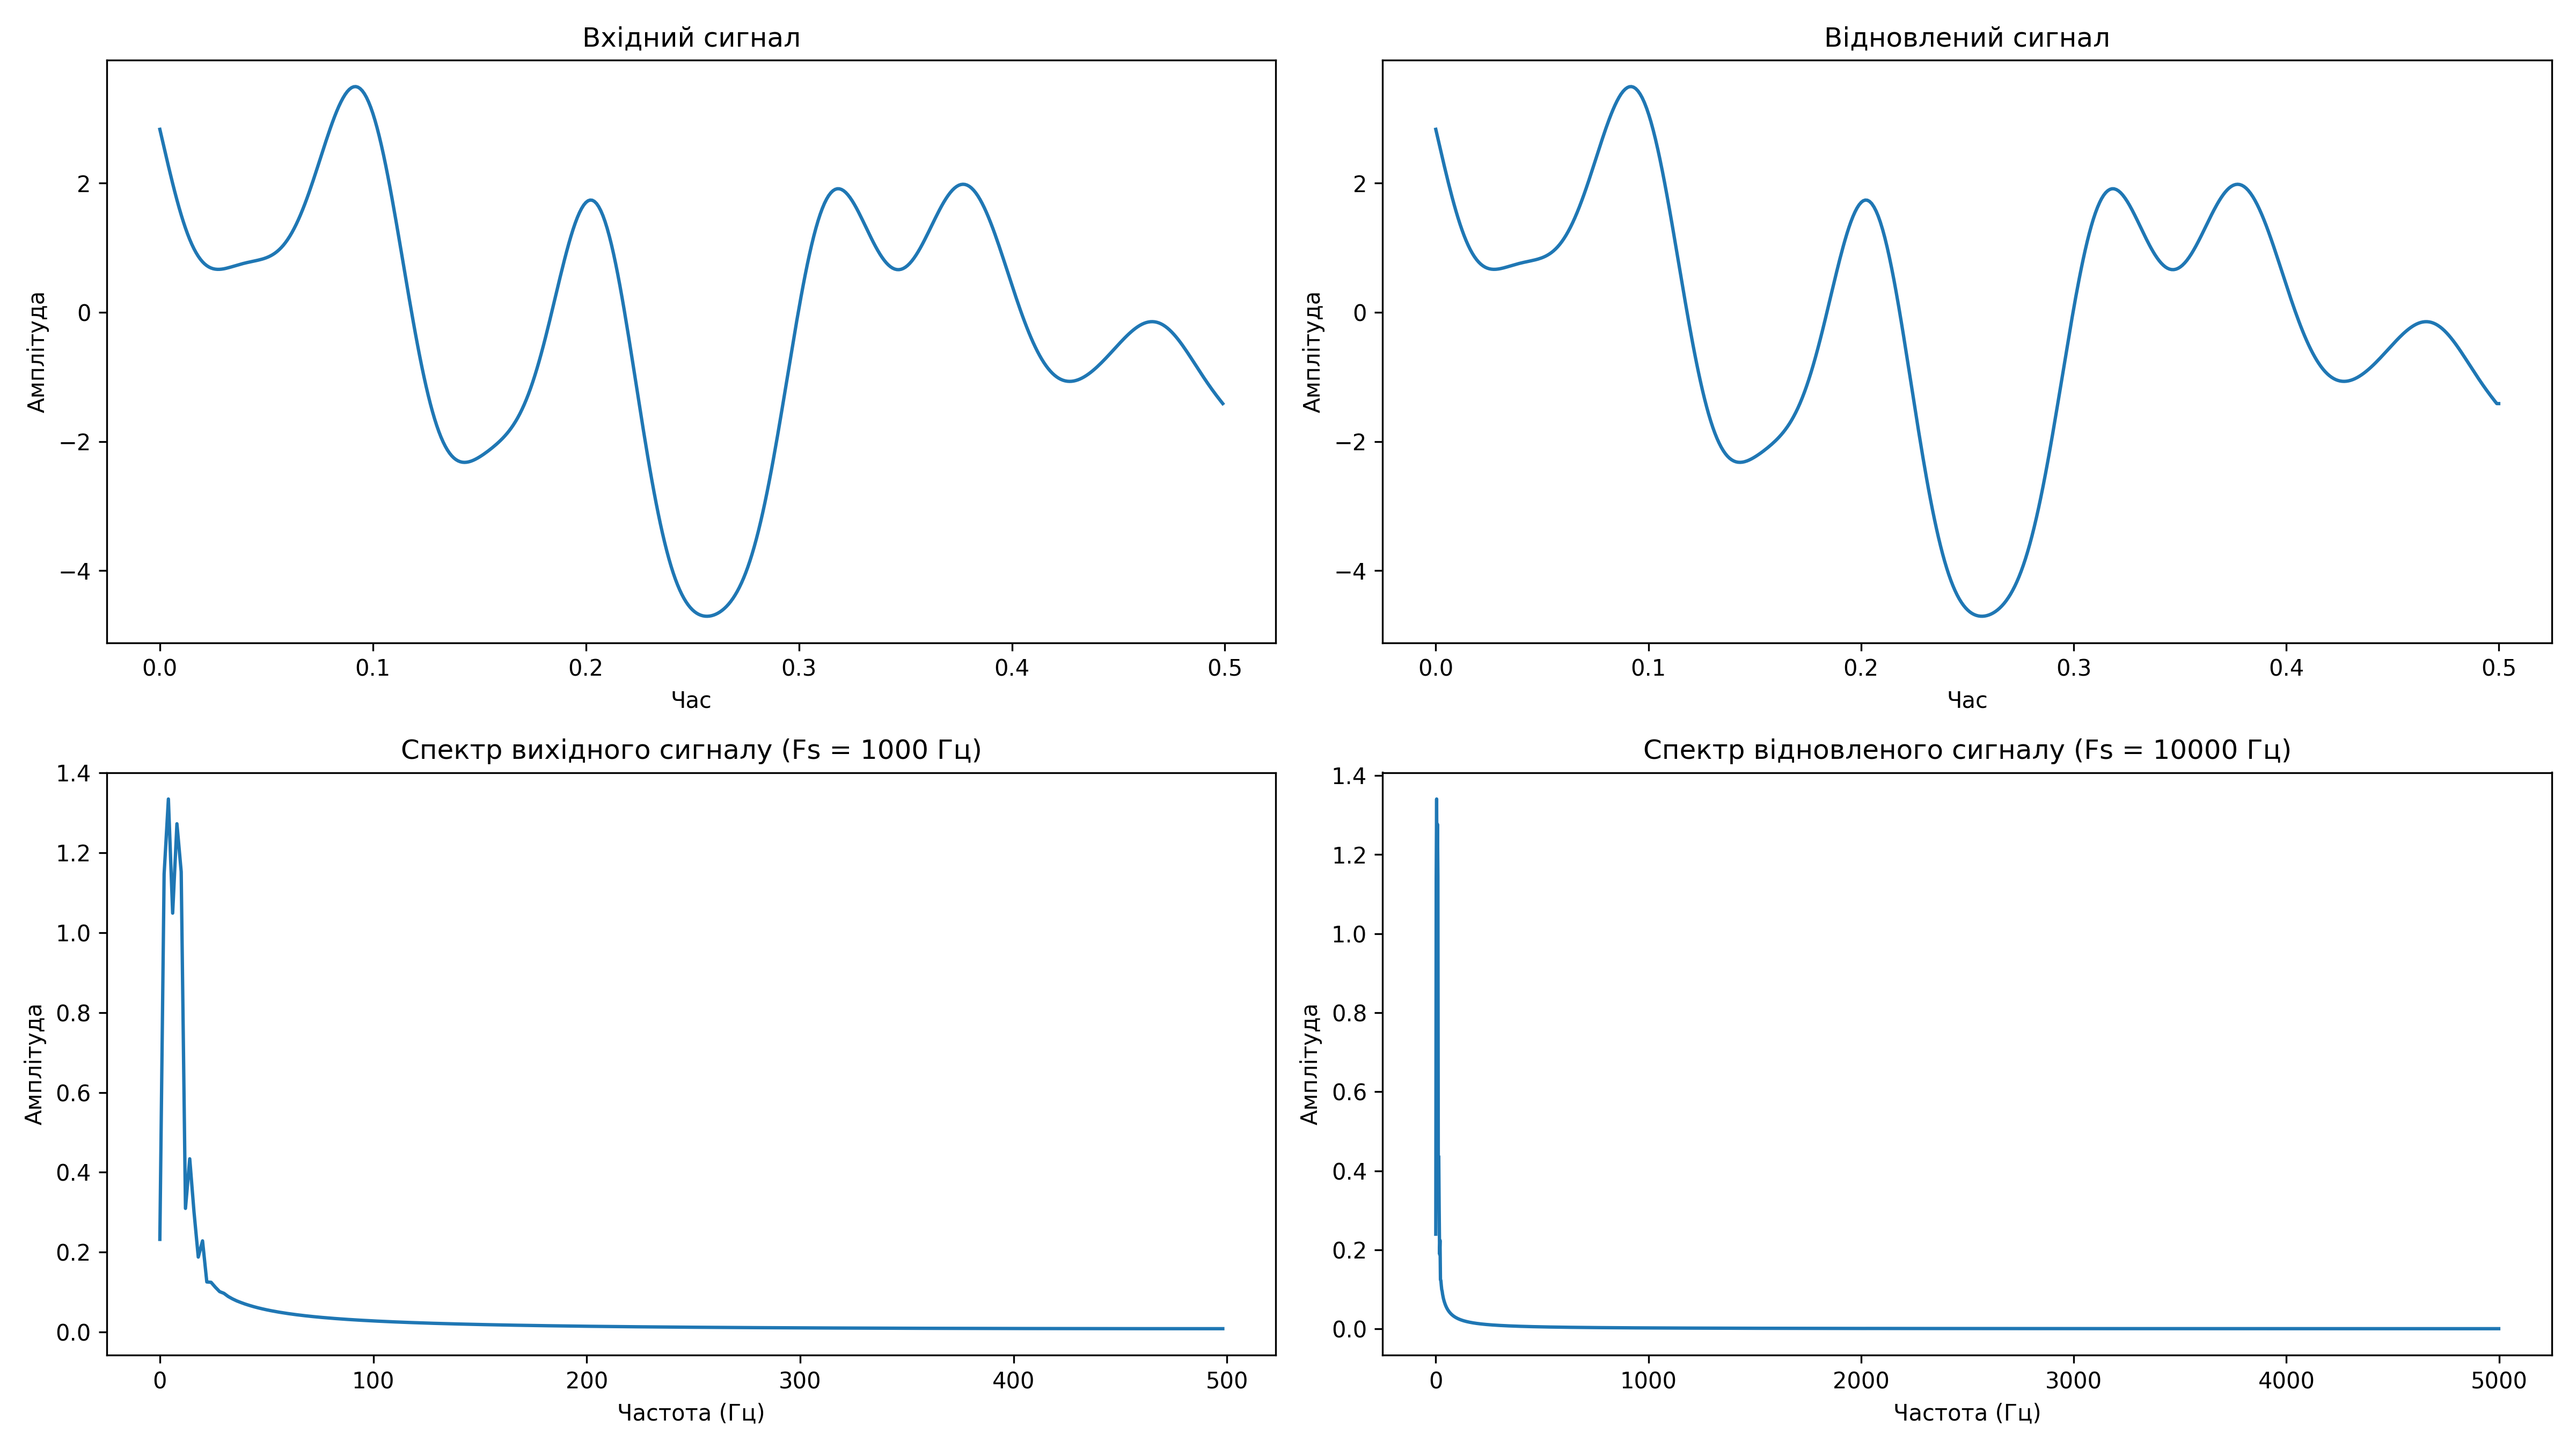 Вхідний сигнал
Амплітуда
2
0
−2
−4
0.0 0.1 0.2 0.3 0.4 0.5
Час
Відновлений сигнал
Амплітуда
2
0
−2
−4
0.0 0.1 0.2 0.3 0.4 0.5
Час
Спектр вихідного сигналу (Fs = 1000 Гц)
Амплітуда
1.4
1.2
1.0
0.8
0.6
0.4
0.2
0.0
0 100 200 300 400 500
Частота (Гц)
Спектр відновленого сигналу (Fs = 10000 Гц)
Амплітуда
1.4
1.2
1.0
0.8
0.6
0.4
0.2
0.0
0 1000 2000 3000 4000 5000
Частота (Гц)